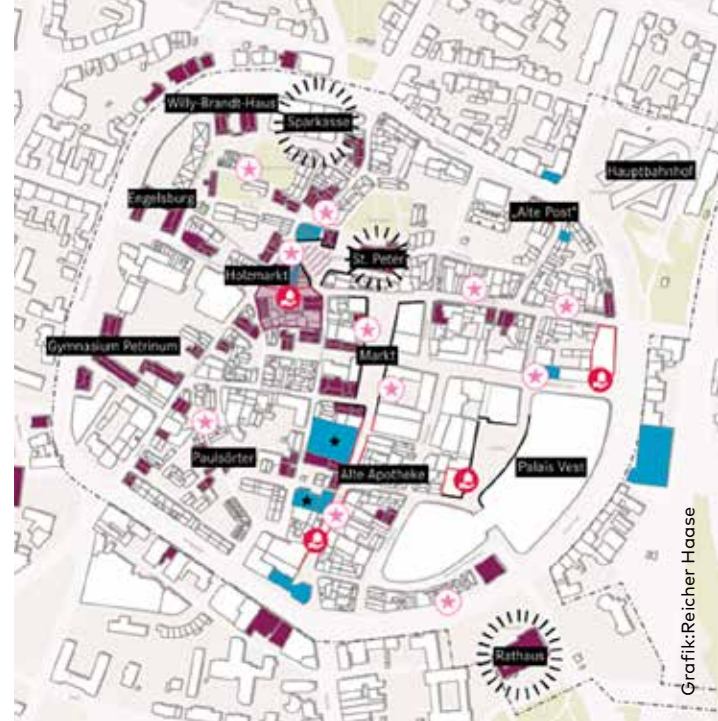 Willy-Brandt-Haus
Sparkasse
Hauptbahnhof
Engelsburg
„Alte Post“
St. Peter
Holzmarkt
Gymnasium Petrinum
Markt
Paulsörter
Alte Apotheke
Palais Vest
Rathaus
Grafik:Reicher Haase